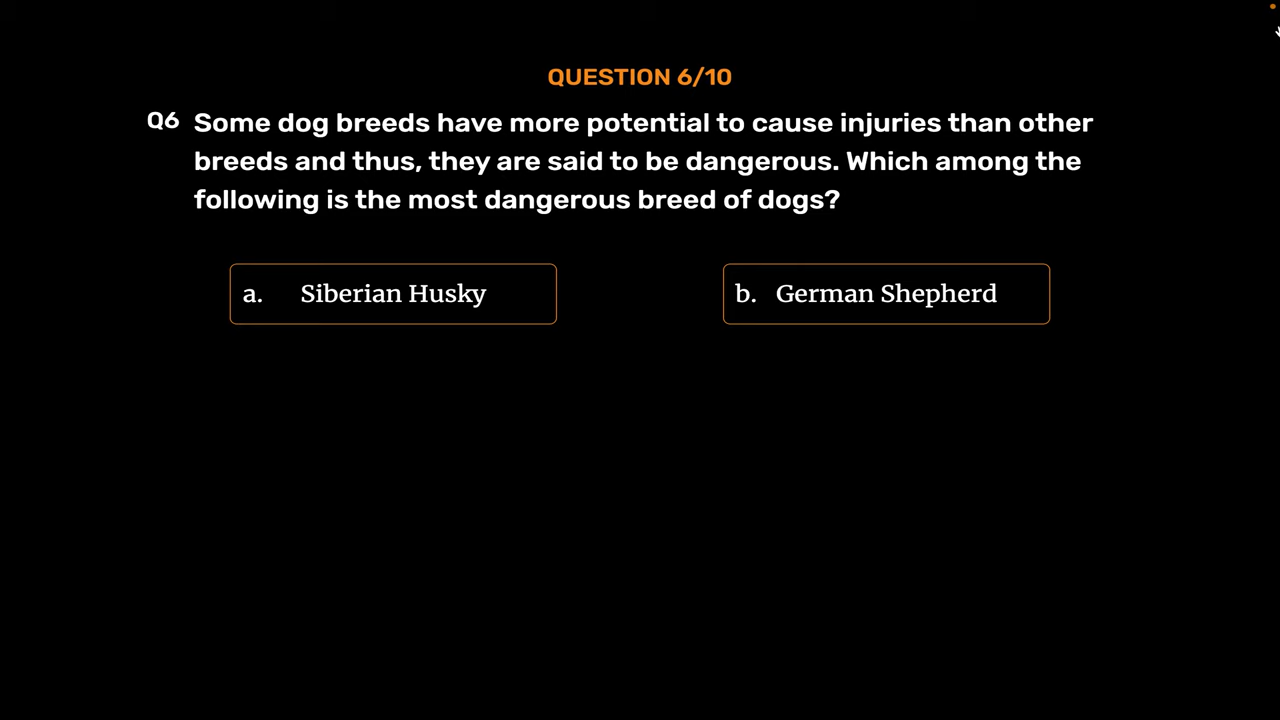 QUESTION 6/10
Q6 Some dog breeds have more potential to cause injuries than other
breeds and thus, they are said to be dangerous. Which among the
following is the most dangerous breed of dogs?
a. Siberian Husky
b. German Shepherd